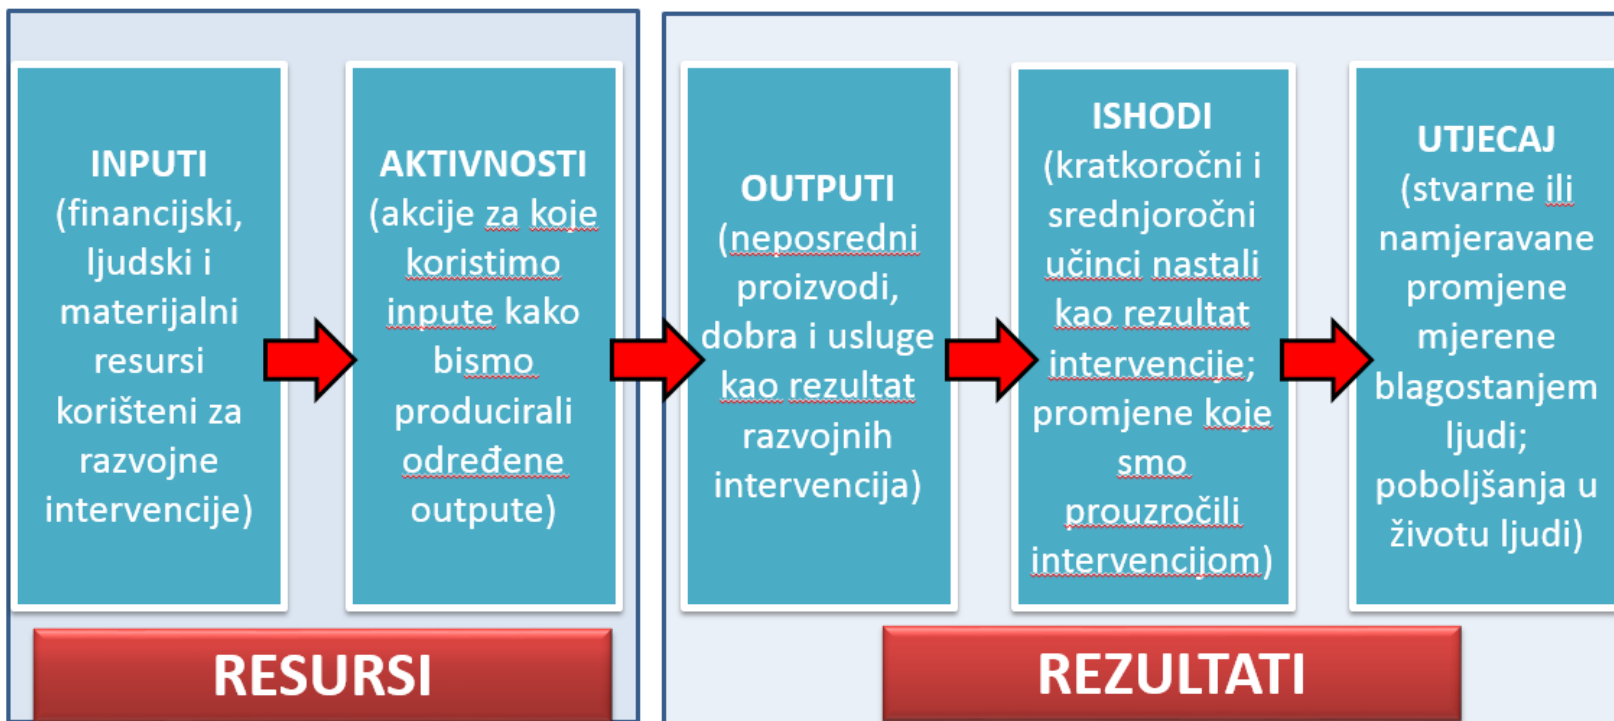 INPUTI
(financijski,
ljudski i
materijalni
resursi
korišteni za
razvojne
intervencije)
AKTIVNOSTI
(akcije za koje
koristimo
inpute kako
bismo
producirali
određene
outpute)
RESURSI
OUTPUTI
(neposredni
proizvodi,
dobra i usluge
kao rezultat
razvojnih
intervencija)
ISHODI
(kratkoročni i
srednjoročni
učinci nastali
kao rezultat
intervencije;
promjene koje
smo
prouzročili
intervencijom)
UTJECAJ
(stvarne ili
namjeravane
promjene
mjerene
blagostanjem
ljudi;
poboljšanja u
životu ljudi)
REZULTATI